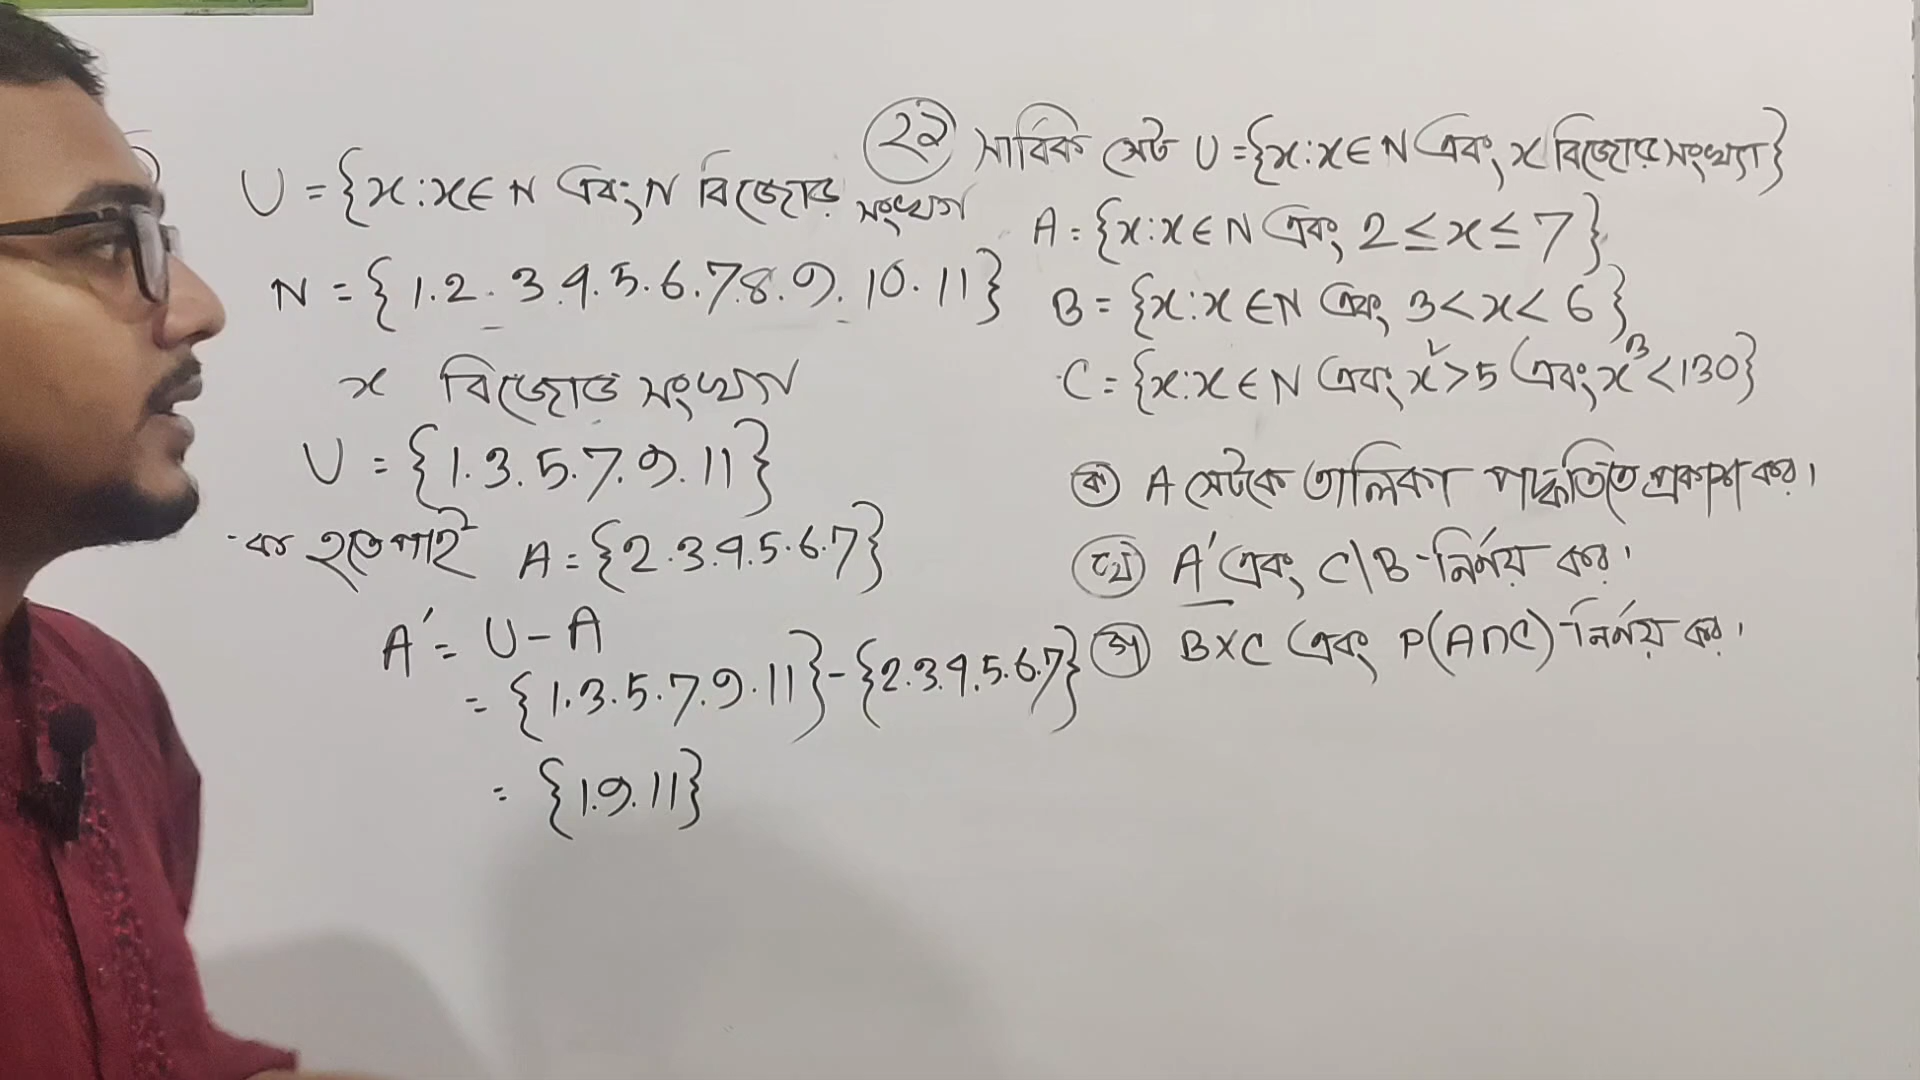 U = {x : x ∈ N এবং N বিজোড় সংখ্যা
N = {1.2.3.4.5.6.7.8.9.10.11}
x বিজোড় সংখ্যা
U = {1.3.5.7.9.11}
ক হতে পাই A = {2.3.4.5.6.7}
A′ = U - A
= {1.3.5.7.9.11} - {2.3.4.5.6.7}
= {1.9.11}
২২ সার্বিক সেট U = {x : x ∈ N এবং x বিজোড় সংখ্যা}
A = {x : x ∈ N এবং 2 ≤ x ≤ 7}
B = {x : x ∈ N এবং 3 < x < 6}
C = {x : x ∈ N এবং x² > 5 এবং x³ < 130}
ক A সেটকে তালিকা পদ্ধতিতে প্রকাশ কর।
খ A′ এবং C\B নির্ণয় কর।
গ B×C এবং P(A∩C) নির্ণয় কর।